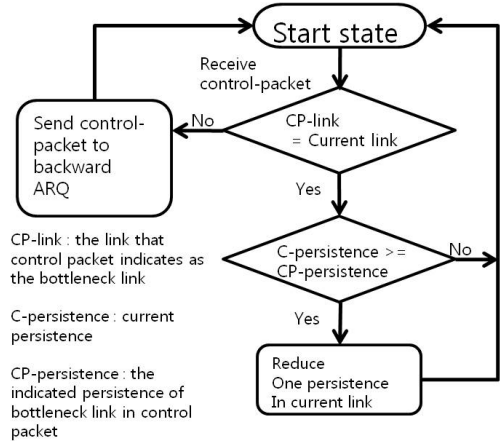 Start state
Receive
control-packet
CP-link
= Current link
No
Send control-
packet to
backward
ARQ
Yes
C-persistence >=
CP-persistence
No
Yes
Reduce
One persistence
In current link
CP-link : the link that
control packet indicates as
the bottleneck link
C-persistence : current
persistence
CP-persistence : the
indicated persistence of
bottleneck link in control
packet